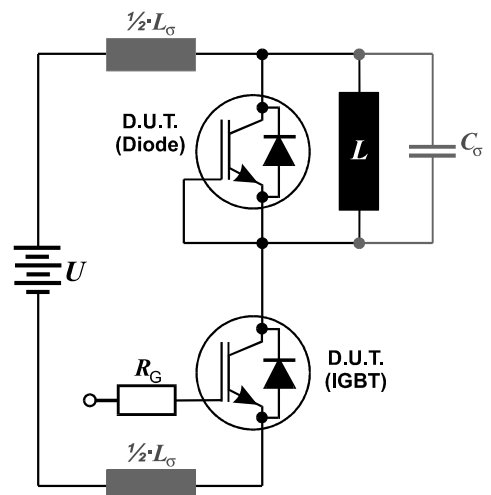 ½·Lσ
D.U.T.
(Diode)
L
Cσ
U
RG
D.U.T.
(IGBT)
½·Lσ